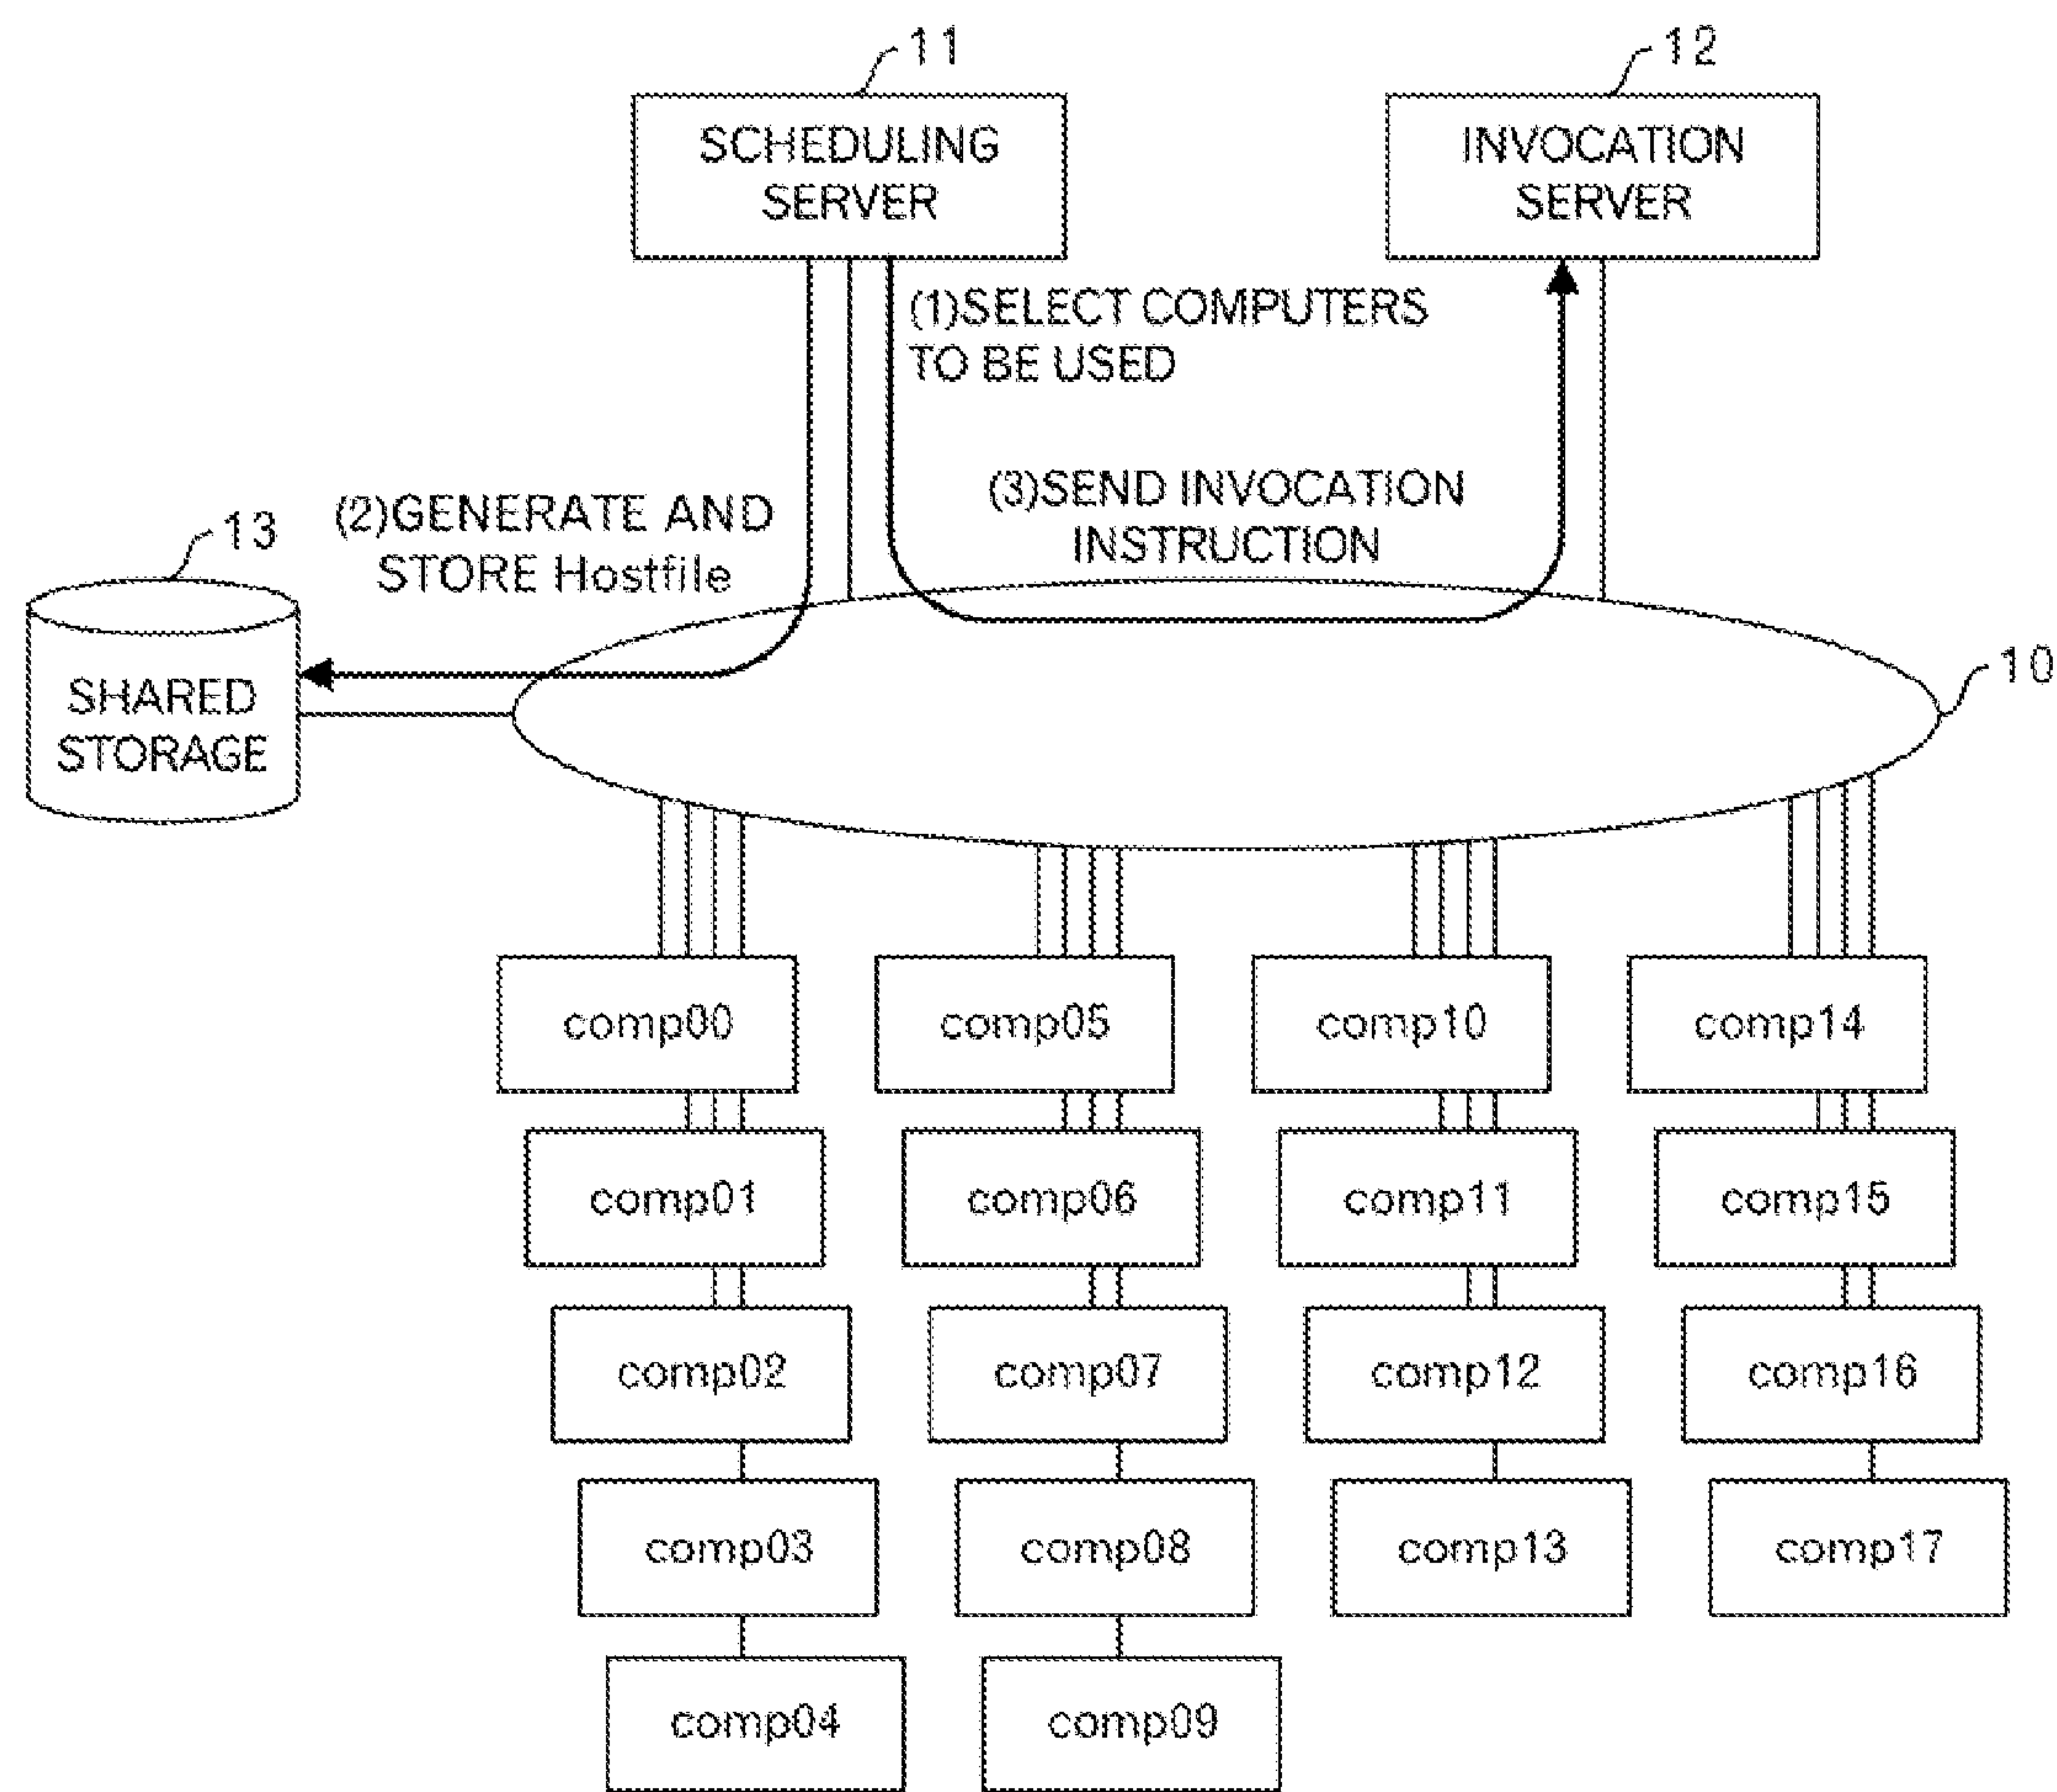 11
12
SCHEDULING
SERVER
INVOCATION
SERVER
(1)SELECT COMPUTERS
TO BE USED
(3)SEND INVOCATION
INSTRUCTION
(2)GENERATE AND
STORE Hostfile
13
SHARED
STORAGE
10
comp00
comp05
comp10
comp14
comp01
comp06
comp11
comp15
comp02
comp07
comp12
comp16
comp03
comp08
comp13
comp17
comp04
comp09